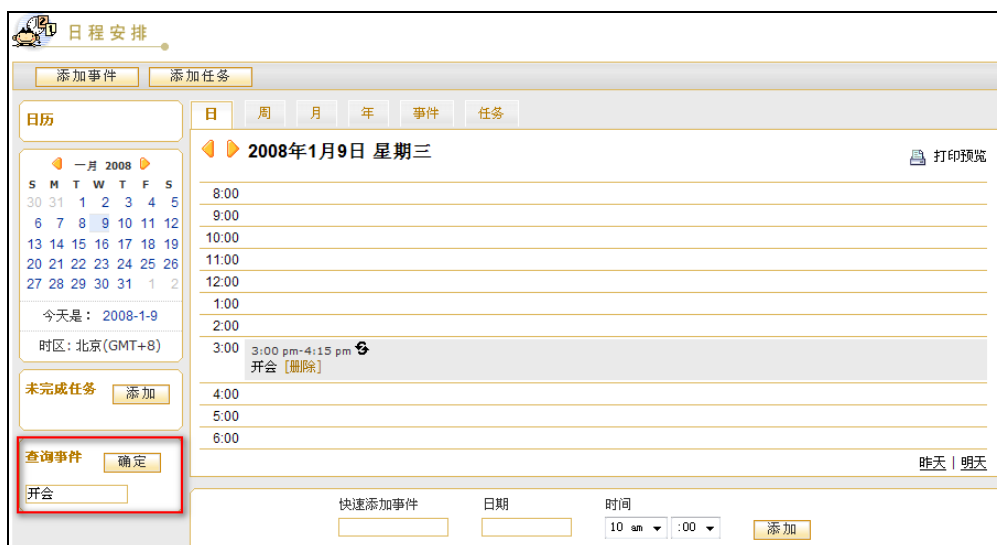 日程安排
添加事件 添加任务
日历
一月 2008
S M T W T F S
30 31 1 2 3 4 5
6 7 8 9 10 11 12
13 14 15 16 17 18 19
20 21 22 23 24 25 26
27 28 29 30 31 1 2
今天是： 2008-1-9
时区：北京(GMT+8)
未完成任务 添加
查询事件 确定
开会
日 周 月 年 事件 任务
2008年1月9日 星期三 打印预览
8:00
9:00
10:00
11:00
12:00
1:00
2:00
3:00 3:00 pm-4:15 pm
开会 [删除]
4:00
5:00
6:00
昨天 | 明天
快速添加事件 日期 时间
10 am :00 添加